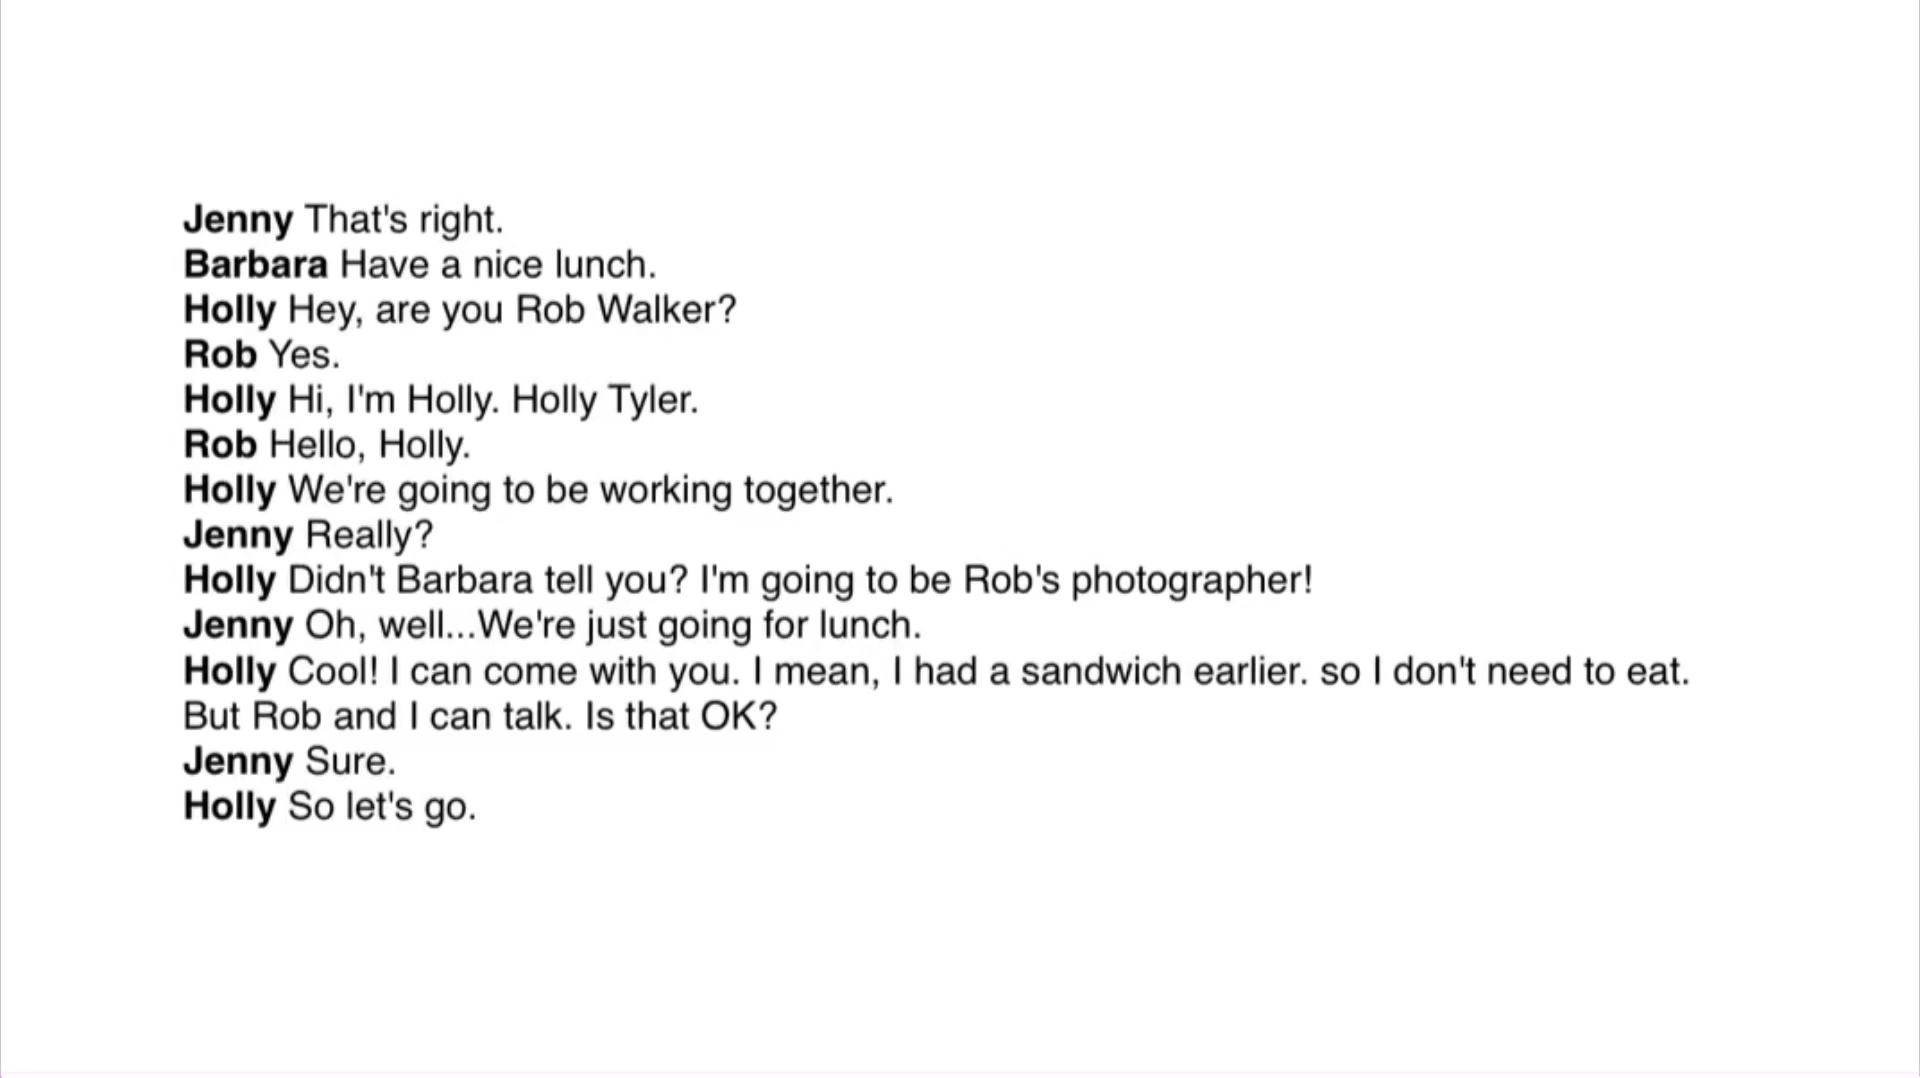 Jenny That's right.
Barbara Have a nice lunch.
Holly Hey, are you Rob Walker?
Rob Yes.
Holly Hi, I'm Holly. Holly Tyler.
Rob Hello, Holly.
Holly We're going to be working together.
Jenny Really?
Holly Didn't Barbara tell you? I'm going to be Rob's photographer!
Jenny Oh, well...We're just going for lunch.
Holly Cool! I can come with you. I mean, I had a sandwich earlier. so I don't need to eat.
But Rob and I can talk. Is that OK?
Jenny Sure.
Holly So let's go.